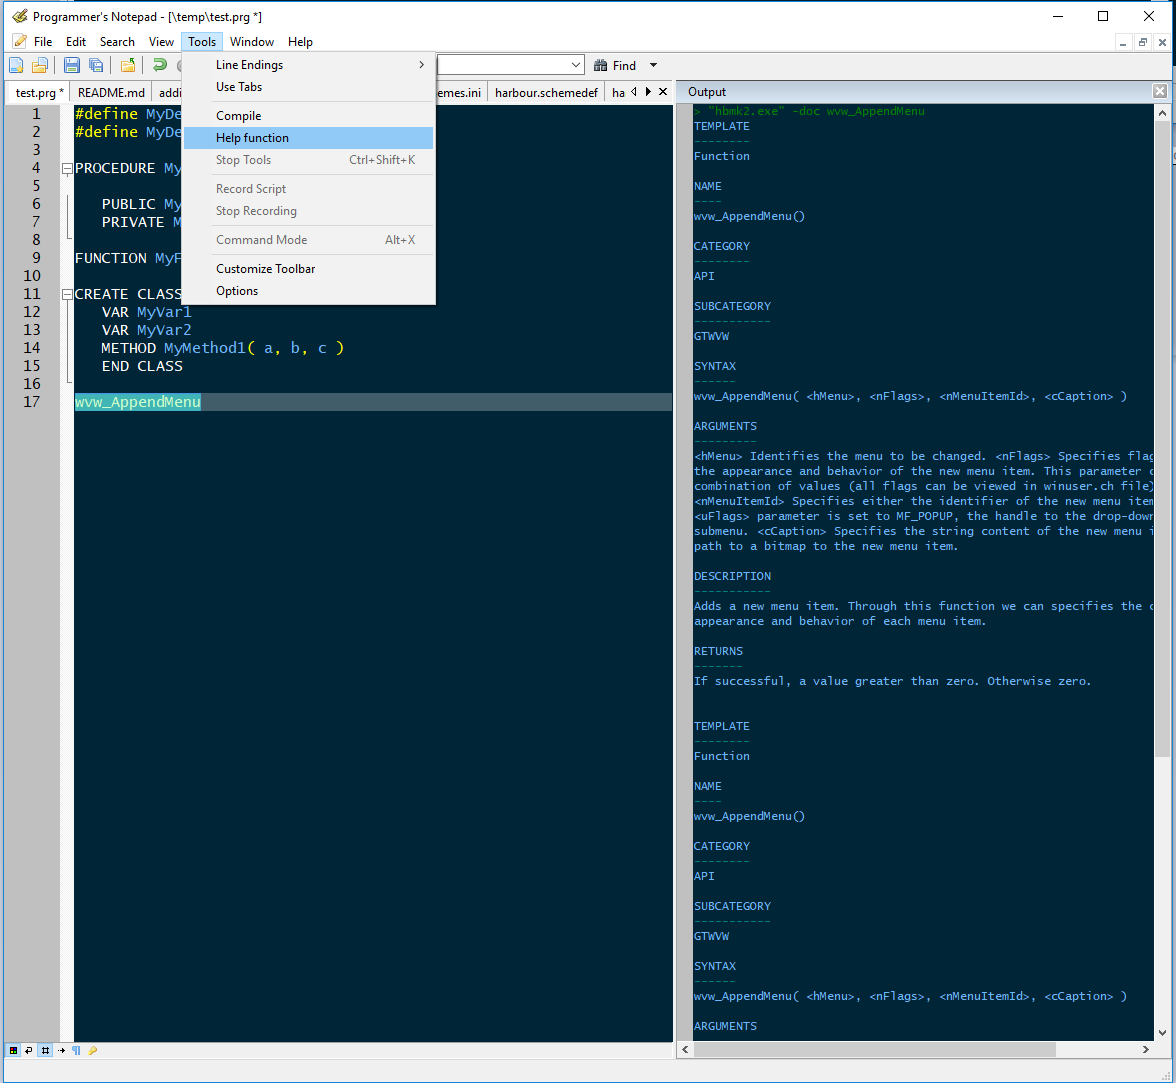 Programmer's Notepad - [\temp\test.prg *]
File Edit Search View Tools Window Help
Find
test.prg * README.md addi emes.ini harbour.schemedef ha
Line Endings
Use Tabs
Compile
Help function
Stop Tools Ctrl+Shift+K
Record Script
Stop Recording
Command Mode Alt+X
Customize Toolbar
Options
1 #define MyDe
2 #define MyDe
3
4 PROCEDURE My
5
6 PUBLIC My
7 PRIVATE M
8
9 FUNCTION MyF
10
11 CREATE CLASS
12 VAR MyVar1
13 VAR MyVar2
14 METHOD MyMethod1( a, b, c )
15 END CLASS
16
17 wvw_AppendMenu
Output
> "hbmk2.exe" -doc wvw_AppendMenu
TEMPLATE
--------
Function
NAME
----
wvw_AppendMenu()
CATEGORY
--------
API
SUBCATEGORY
-----------
GTWVW
SYNTAX
------
wvw_AppendMenu( <hMenu>, <nFlags>, <nMenuItemId>, <cCaption> )
ARGUMENTS
---------
<hMenu> Identifies the menu to be changed. <nFlags> Specifies flag
the appearance and behavior of the new menu item. This parameter c
combination of values (all flags can be viewed in winuser.ch file)
<nMenuItemId> Specifies either the identifier of the new menu item
<uFlags> parameter is set to MF_POPUP, the handle to the drop-down
submenu. <cCaption> Specifies the string content of the new menu i
path to a bitmap to the new menu item.
DESCRIPTION
-----------
Adds a new menu item. Through this function we can specifies the c
appearance and behavior of each menu item.
RETURNS
-------
If successful, a value greater than zero. Otherwise zero.
TEMPLATE
--------
Function
NAME
----
wvw_AppendMenu()
CATEGORY
--------
API
SUBCATEGORY
-----------
GTWVW
SYNTAX
------
wvw_AppendMenu( <hMenu>, <nFlags>, <nMenuItemId>, <cCaption> )
ARGUMENTS